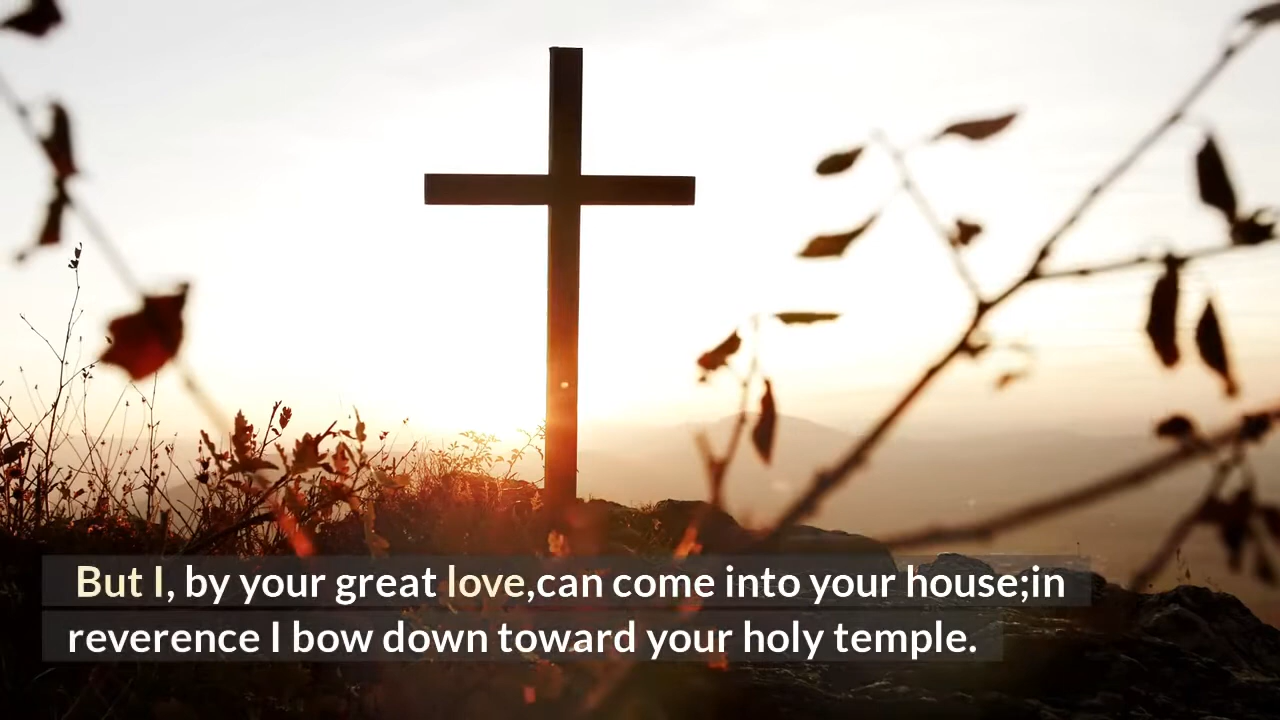 But I, by your great love,can come into your house;in
reverence I bow down toward your holy temple.